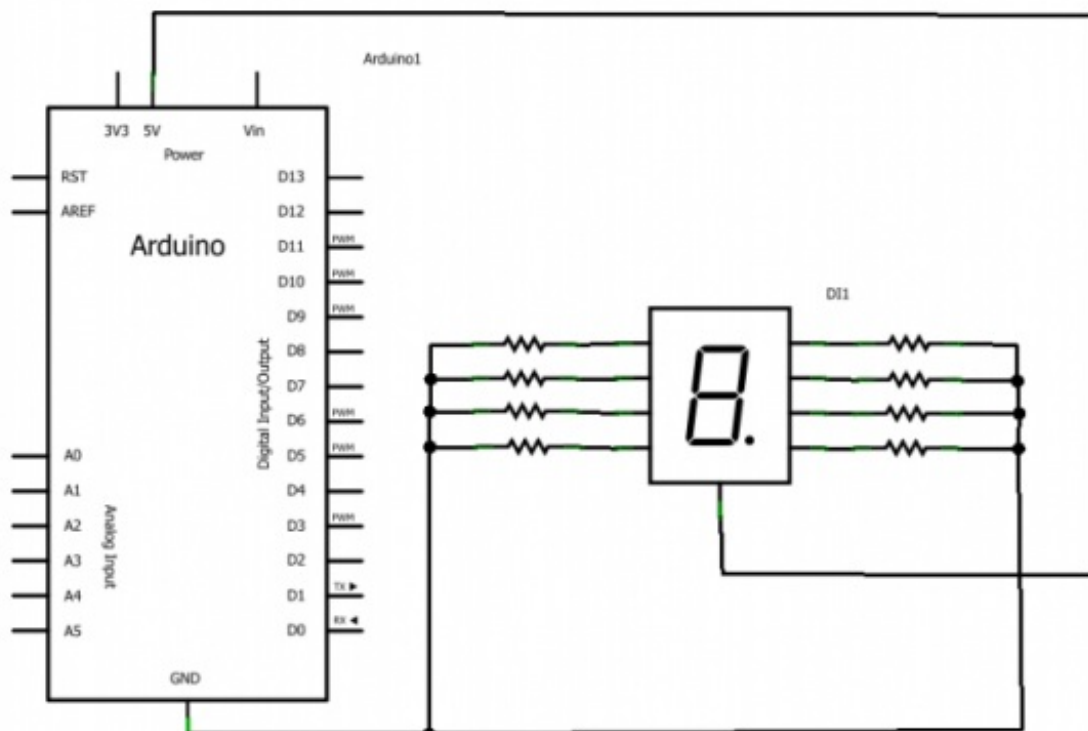 Arduino1
3V3 5V Vin
Power
RST D13
AREF D12
Arduino
D11 PWM
D10 PWM
D9 PWM
D8
D7
D6 PWM
A0 D5 PWM
A1 D4
A2 D3 PWM
A3 D2
A4 D1 TX ▶
A5 D0 RX ◀
Digital Input/Output
Analog Input
GND
DI1
8.